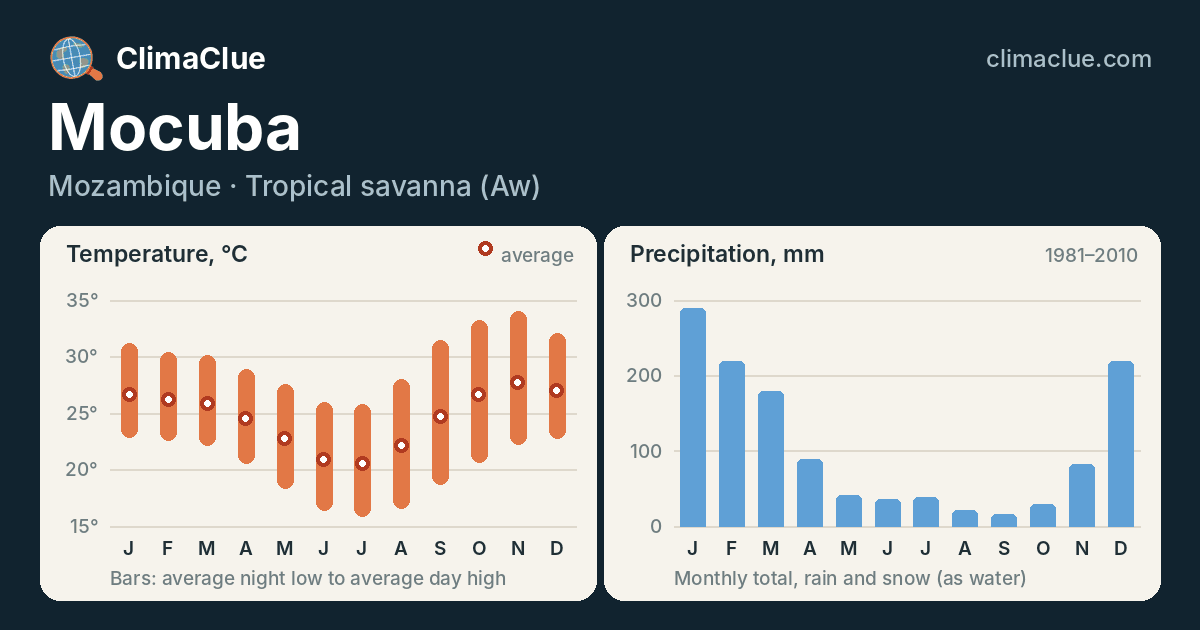 ClimaClue
climaclue.com
Mocuba
Mozambique · Tropical savanna (Aw)
Temperature, °C
average
35°
30°
25°
20°
15°
J F M A M J J A S O N D
Bars: average night low to average day high
Precipitation, mm
1981–2010
300
200
100
0
J F M A M J J A S O N D
Monthly total, rain and snow (as water)